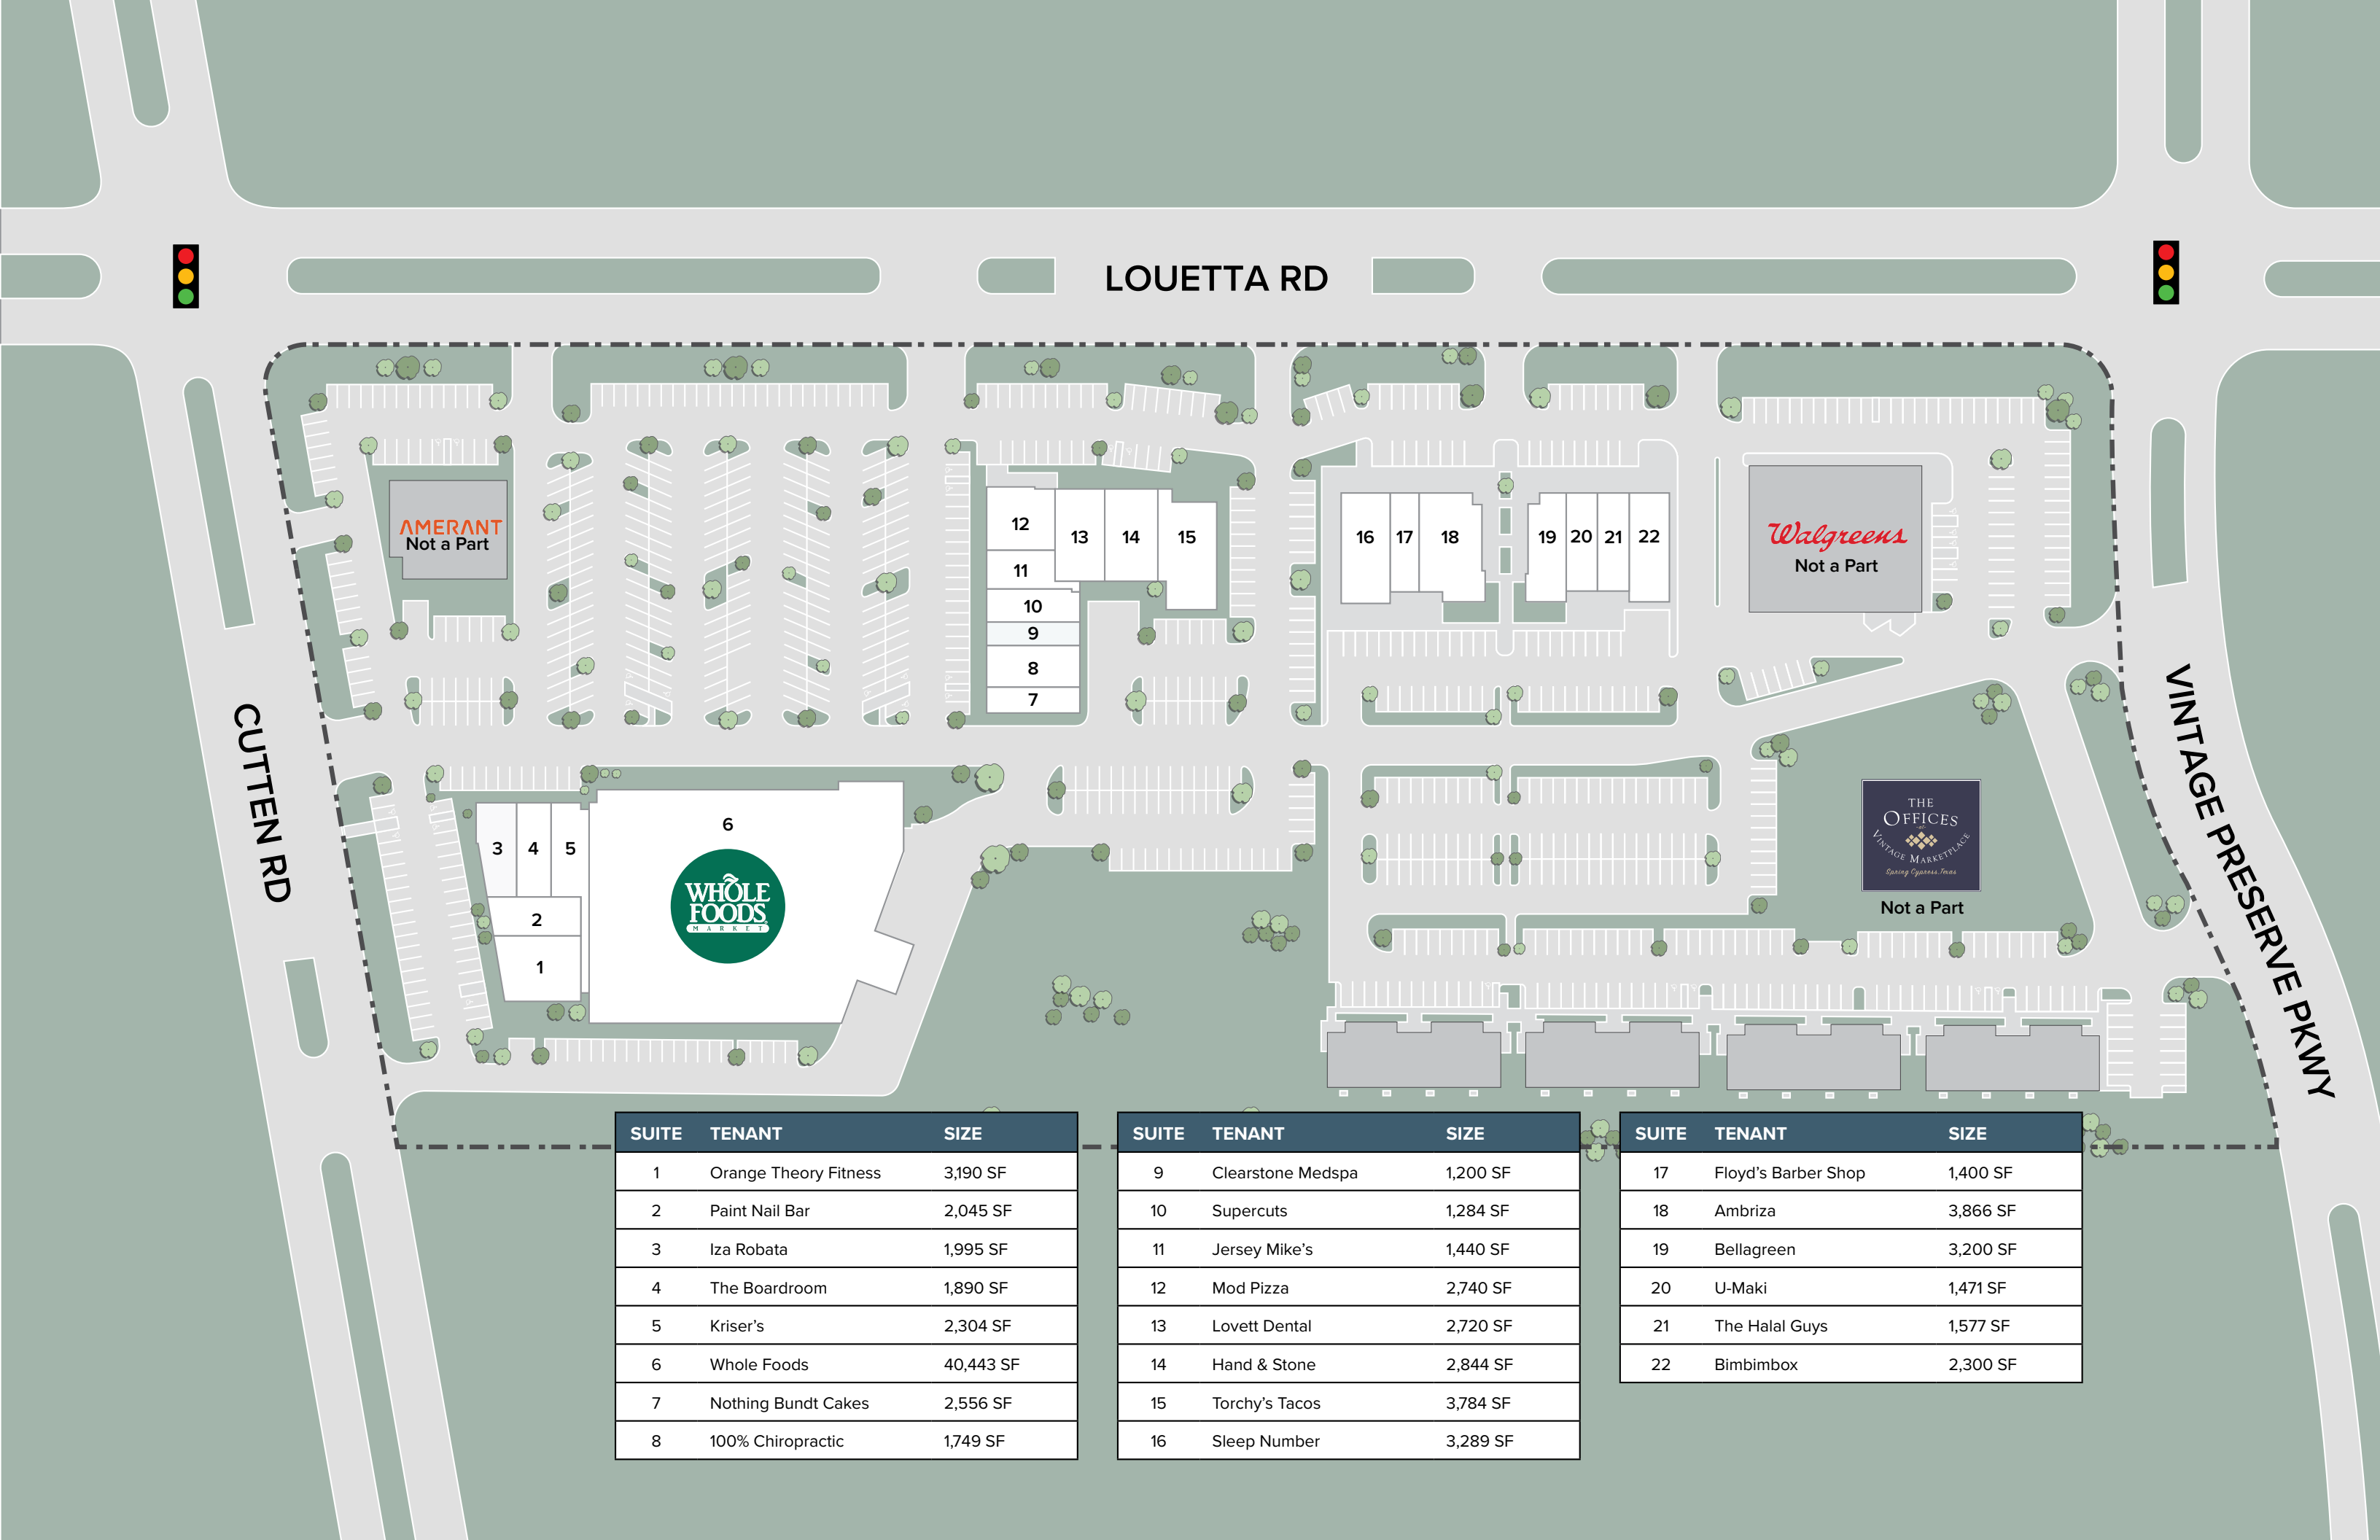 LOUETTA RD
CUTTEN RD
VINTAGE PRESERVE PKWY
AMERANT
Not a Part
12
13
14
15
11
10
9
8
7
16
17
18
19
20
21
22
Walgreens
Not a Part
3
4
5
2
1
6
WHOLE
FOODS
MARKET
THE
OFFICES
AT
VINTAGE MARKETPLACE
Spring Cypress, Texas
Not a Part
SUITE TENANT SIZE
1 Orange Theory Fitness 3,190 SF
2 Paint Nail Bar 2,045 SF
3 Iza Robata 1,995 SF
4 The Boardroom 1,890 SF
5 Kriser’s 2,304 SF
6 Whole Foods 40,443 SF
7 Nothing Bundt Cakes 2,556 SF
8 100% Chiropractic 1,749 SF
SUITE TENANT SIZE
9 Clearstone Medspa 1,200 SF
10 Supercuts 1,284 SF
11 Jersey Mike’s 1,440 SF
12 Mod Pizza 2,740 SF
13 Lovett Dental 2,720 SF
14 Hand & Stone 2,844 SF
15 Torchy’s Tacos 3,784 SF
16 Sleep Number 3,289 SF
SUITE TENANT SIZE
17 Floyd’s Barber Shop 1,400 SF
18 Ambriza 3,866 SF
19 Bellagreen 3,200 SF
20 U-Maki 1,471 SF
21 The Halal Guys 1,577 SF
22 Bimbimbox 2,300 SF